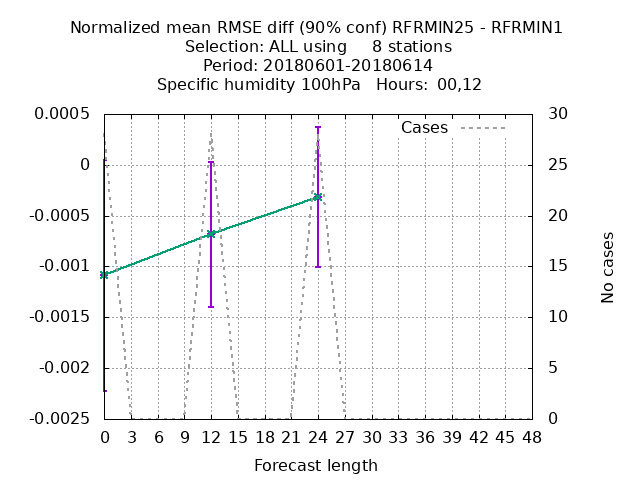 Normalized mean RMSE diff (90% conf) RFRMIN25 - RFRMIN1
Selection: ALL using     8 stations
Period: 20180601-20180614
Specific humidity 100hPa   Hours: 00,12
Cases
0.0005
0
-0.0005
-0.001
-0.0015
-0.002
-0.0025
30
25
20
15
10
5
0
No cases
0 3 6 9 12 15 18 21 24 27 30 33 36 39 42 45 48
Forecast length